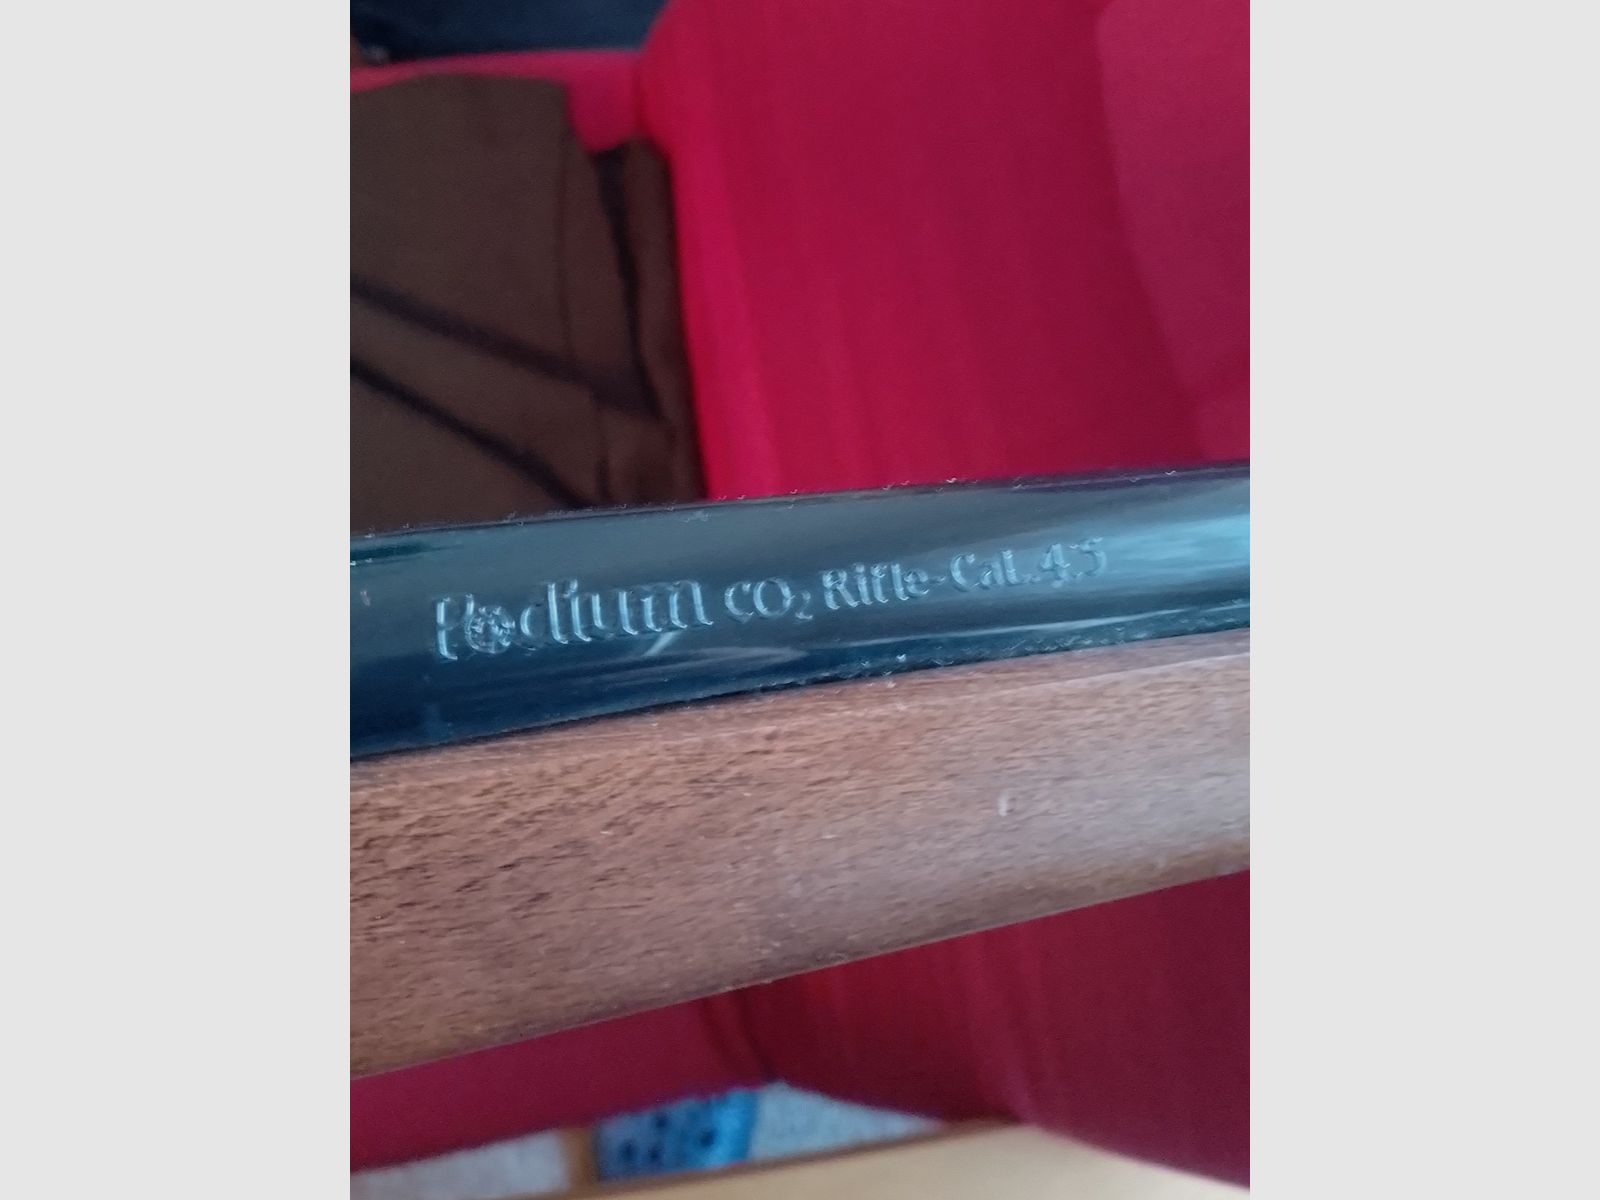 Podium CO₂ Rifle-Cal. 4,5